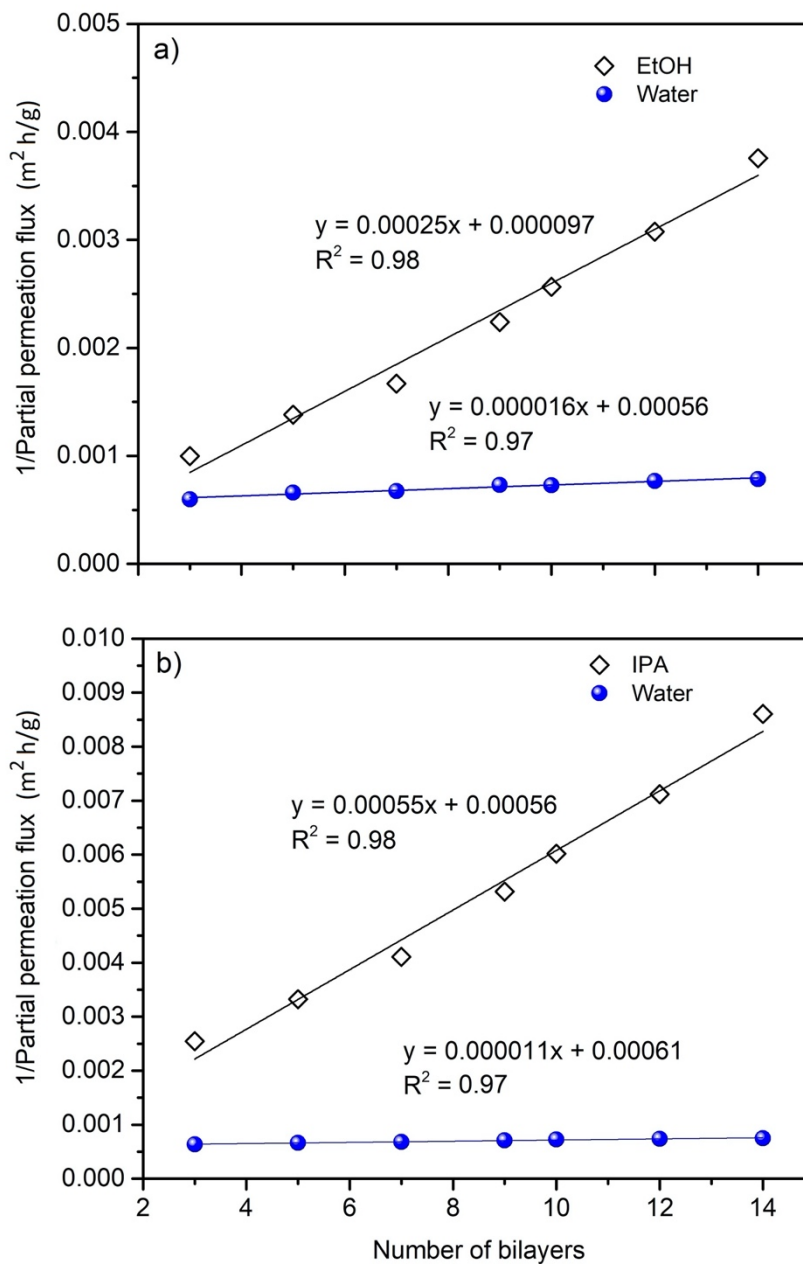 0.005
a)
EtOH
Water
0.004
0.003
y = 0.00025x + 0.000097
R² = 0.98
0.002
y = 0.000016x + 0.00056
R² = 0.97
0.001
0.000
1/Partial permeation flux (m² h/g)
0.010
b)
IPA
Water
0.009
0.008
0.007
y = 0.00055x + 0.00056
R² = 0.98
0.006
0.005
0.004
0.003
0.002
y = 0.000011x + 0.00061
R² = 0.97
0.001
0.000
1/Partial permeation flux (m² h/g)
2 4 6 8 10 12 14
Number of bilayers